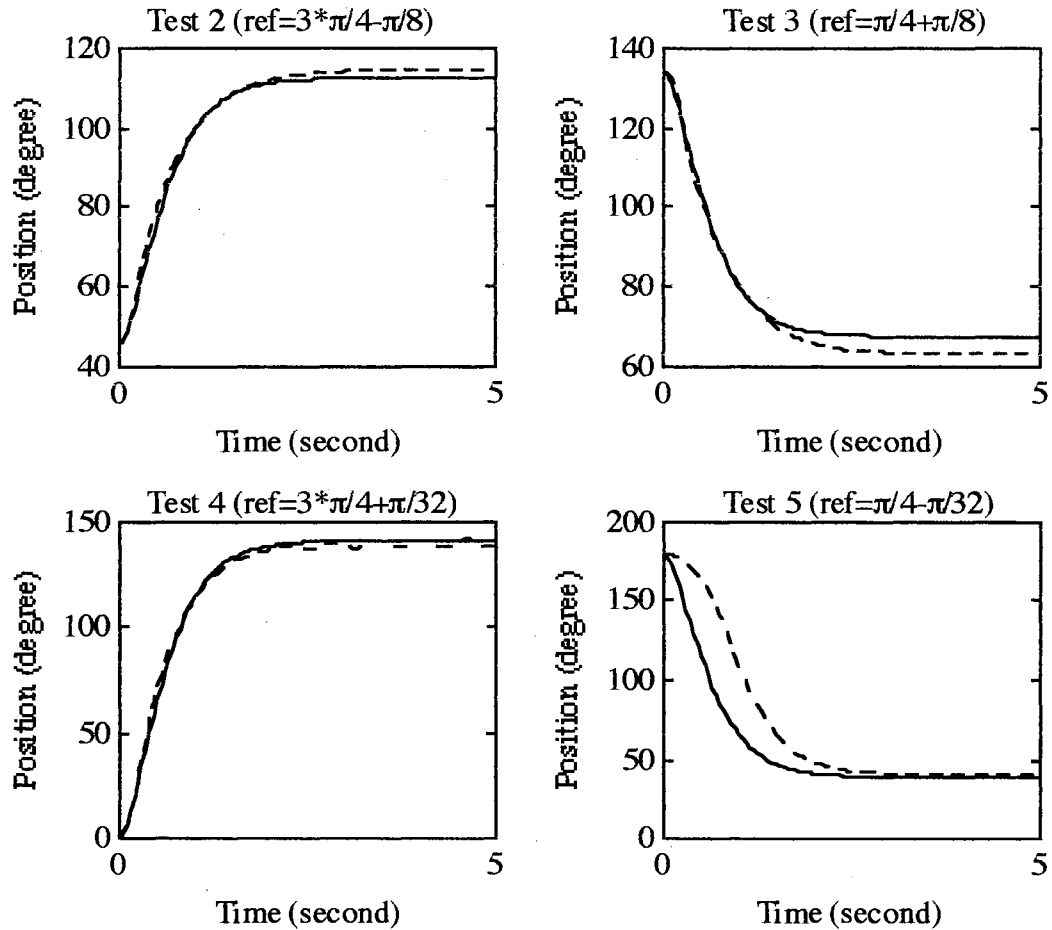 Test 2 (ref=3*π/4-π/8)
Position (degree)
120
100
80
60
40
0
5
Time (second)
Test 3 (ref=π/4+π/8)
Position (degree)
140
120
100
80
60
0
5
Time (second)
Test 4 (ref=3*π/4+π/32)
Position (degree)
150
100
50
0
0
5
Time (second)
Test 5 (ref=π/4-π/32)
Position (degree)
200
150
100
50
0
0
5
Time (second)